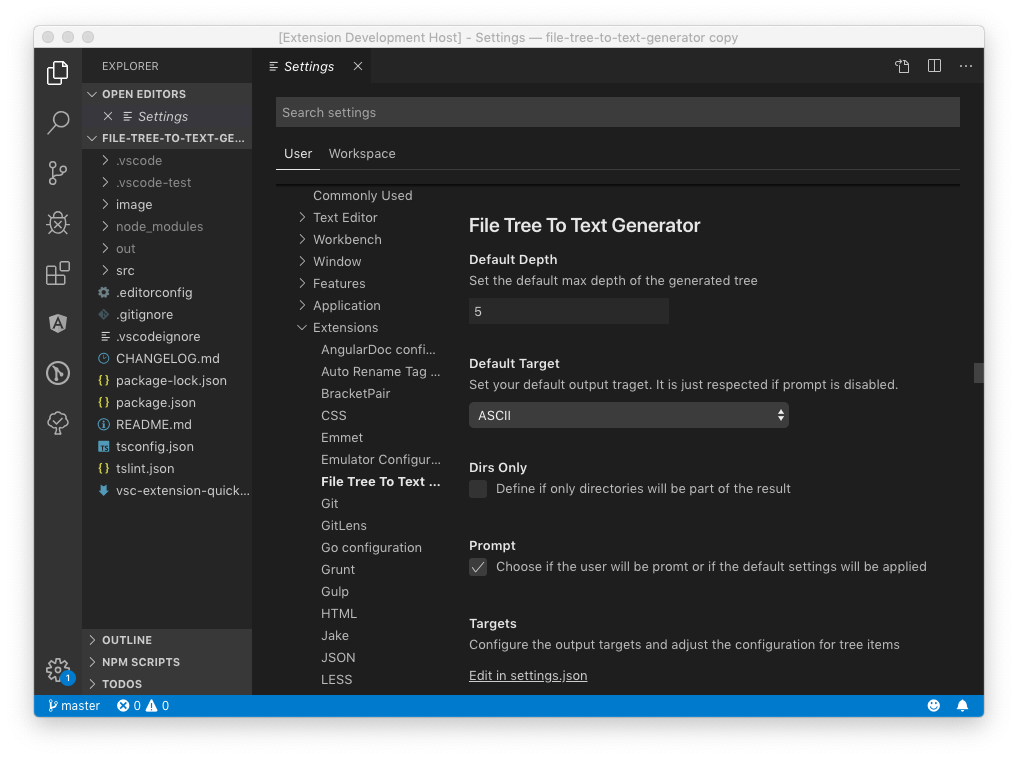 [Extension Development Host] - Settings — file-tree-to-text-generator copy
EXPLORER
OPEN EDITORS
Settings
FILE-TREE-TO-TEXT-GE...
.vscode
.vscode-test
image
node_modules
out
src
.editorconfig
.gitignore
.vscodeignore
CHANGELOG.md
package-lock.json
package.json
README.md
tsconfig.json
tslint.json
vsc-extension-quick...
OUTLINE
NPM SCRIPTS
TODOS
Settings
Search settings
User Workspace
Commonly Used
Text Editor
Workbench
Window
Features
Application
Extensions
AngularDoc confi...
Auto Rename Tag ...
BracketPair
CSS
Emmet
Emulator Configur...
File Tree To Text ...
Git
GitLens
Go configuration
Grunt
Gulp
HTML
Jake
JSON
LESS
File Tree To Text Generator
Default Depth
Set the default max depth of the generated tree
5
Default Target
Set your default output traget. It is just respected if prompt is disabled.
ASCII
Dirs Only
Define if only directories will be part of the result
Prompt
Choose if the user will be promt or if the default settings will be applied
Targets
Configure the output targets and adjust the configuration for tree items
Edit in settings.json
1
master 0 0